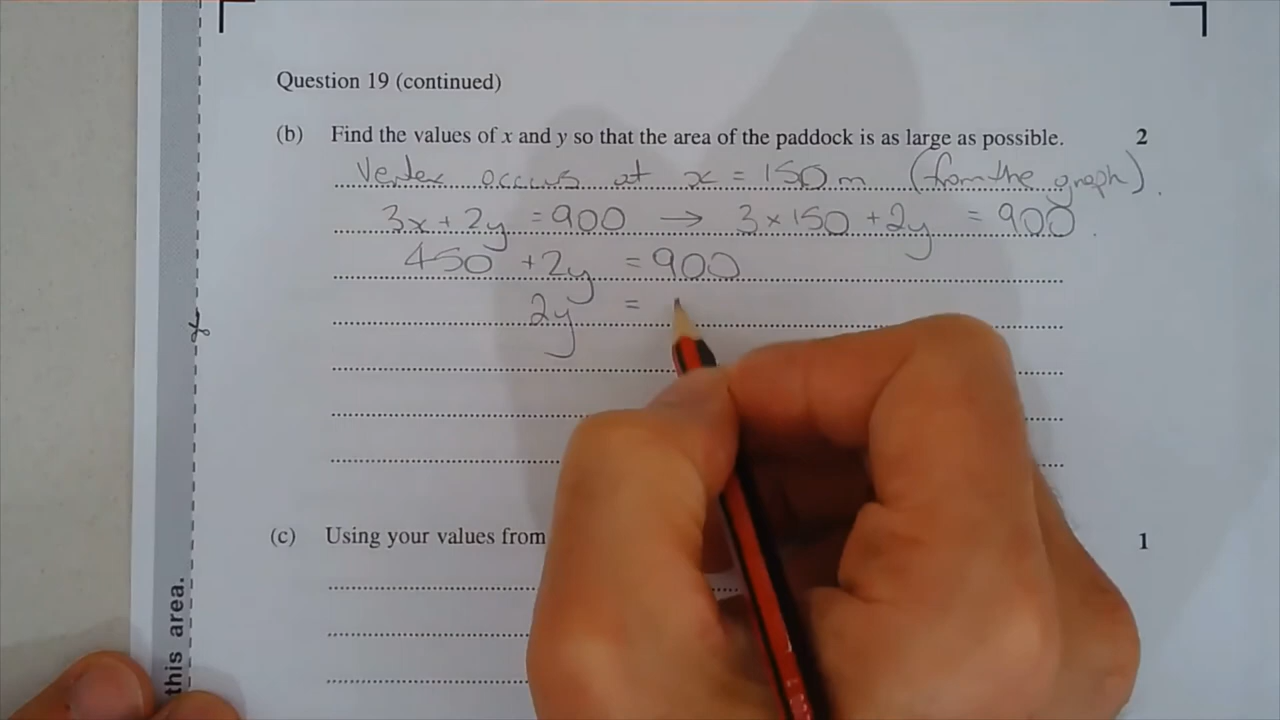 Question 19 (continued)
(b) Find the values of x and y so that the area of the paddock is as large as possible. 2
Vertex occurs at x = 150 m (from the graph).
3x + 2y = 900 → 3 × 150 + 2y = 900.
450 + 2y = 900
2y =
(c) Using your values from 1
this area.